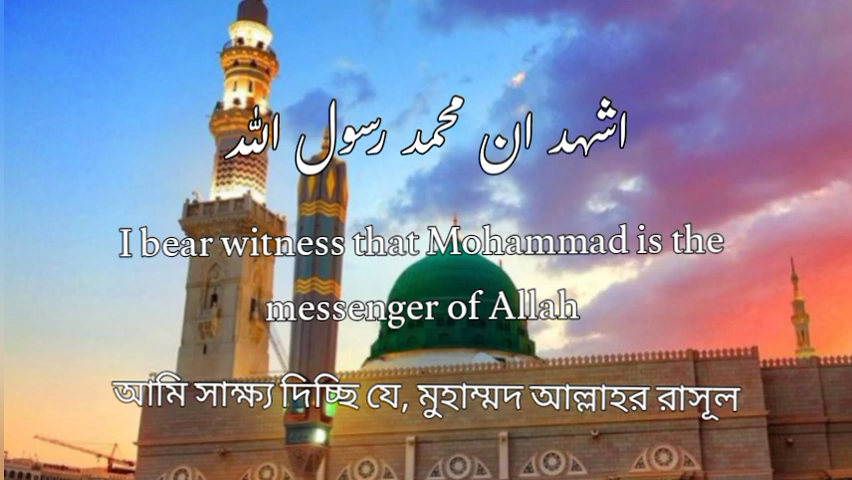 اشهد ان محمد رسول الله
I bear witness that Mohammad is the
messenger of Allah
আমি সাক্ষ্য দিচ্ছি যে, মুহাম্মদ আল্লাহর রাসূল